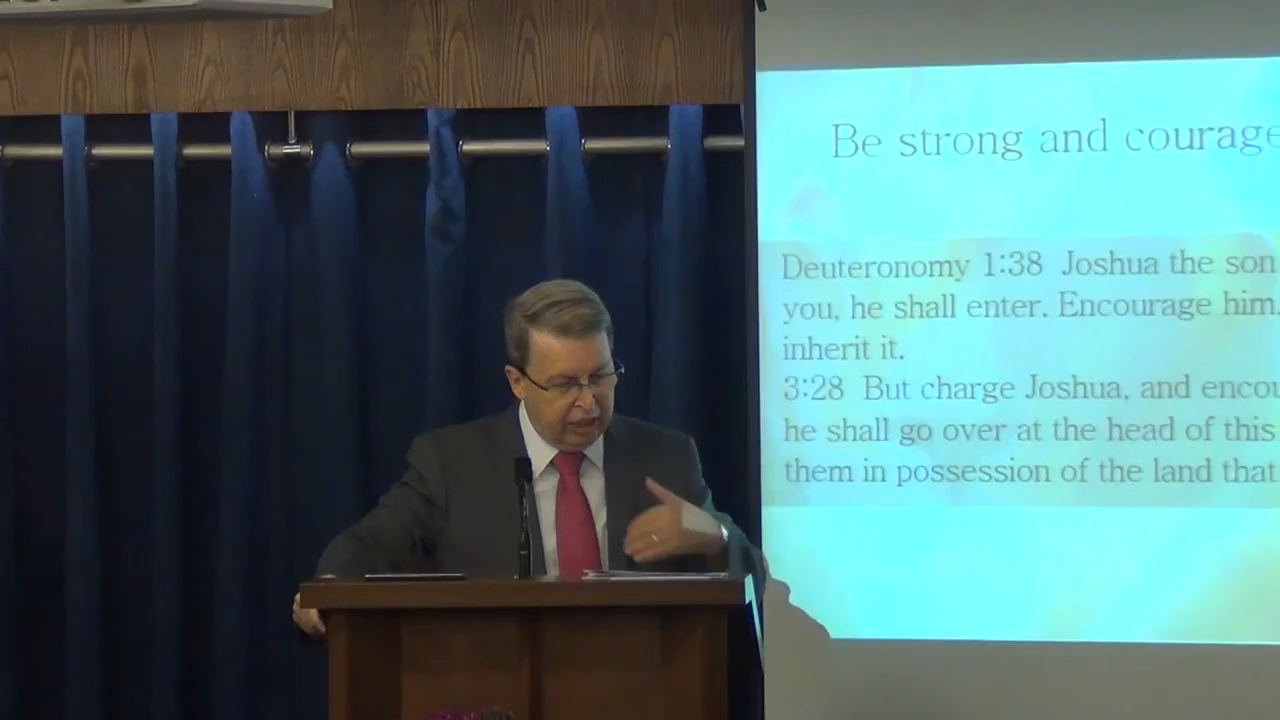 Be strong and courage
Deuteronomy 1:38 Joshua the son
you, he shall enter. Encourage him.
inherit it.
3:28 But charge Joshua, and encou
he shall go over at the head of this
them in possession of the land that